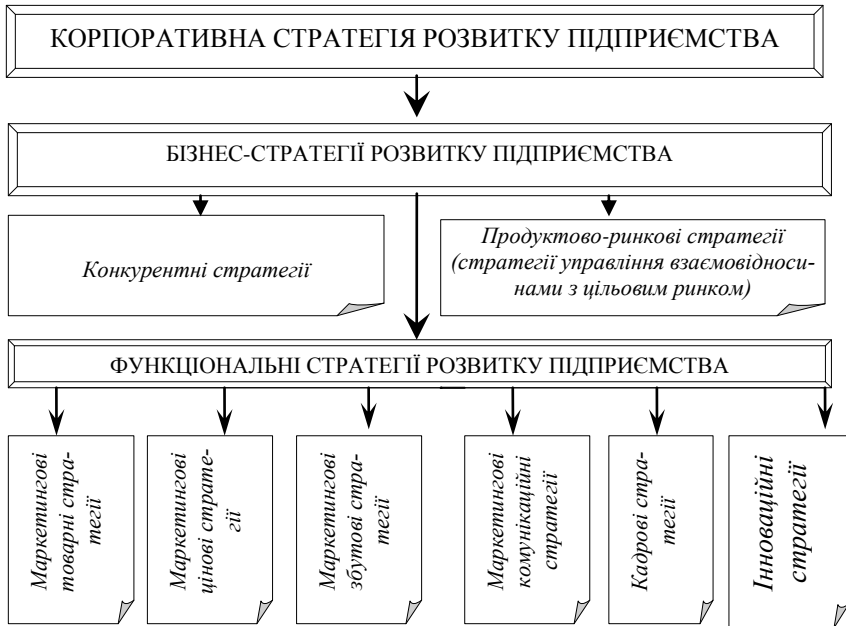 КОРПОРАТИВНА СТРАТЕГІЯ РОЗВИТКУ ПІДПРИЄМСТВА
БІЗНЕС-СТРАТЕГІЇ РОЗВИТКУ ПІДПРИЄМСТВА
Конкурентні стратегії
Продуктово-ринкові стратегії
(стратегії управління взаємовідноси-
нами з цільовим ринком)
ФУНКЦІОНАЛЬНІ СТРАТЕГІЇ РОЗВИТКУ ПІДПРИЄМСТВА
Маркетингові
товарні стра-
тегії
Маркетингові
цінові страте-
гії
Маркетингові
збутові стра-
тегії
Маркетингові
комунікаційні
стратегії
Кадрові стра-
тегії
Інноваційні
стратегії